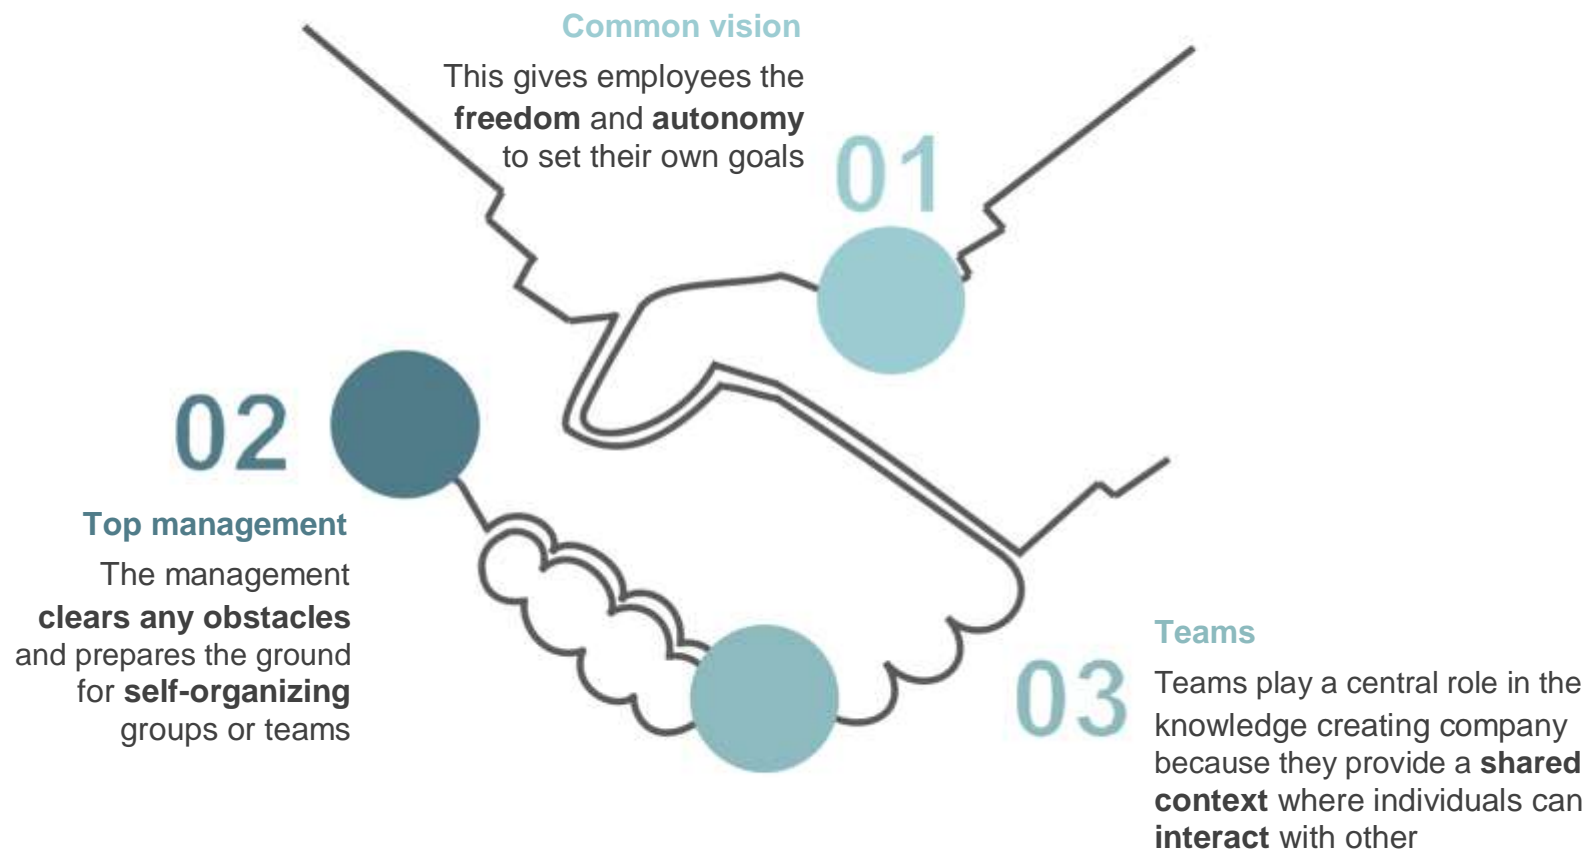 Common vision
This gives employees the
freedom and autonomy
to set their own goals
01
02
Top management
The management
clears any obstacles
and prepares the ground
for self-organizing
groups or teams
03
Teams
Teams play a central role in the
knowledge creating company
because they provide a shared
context where individuals can
interact with other